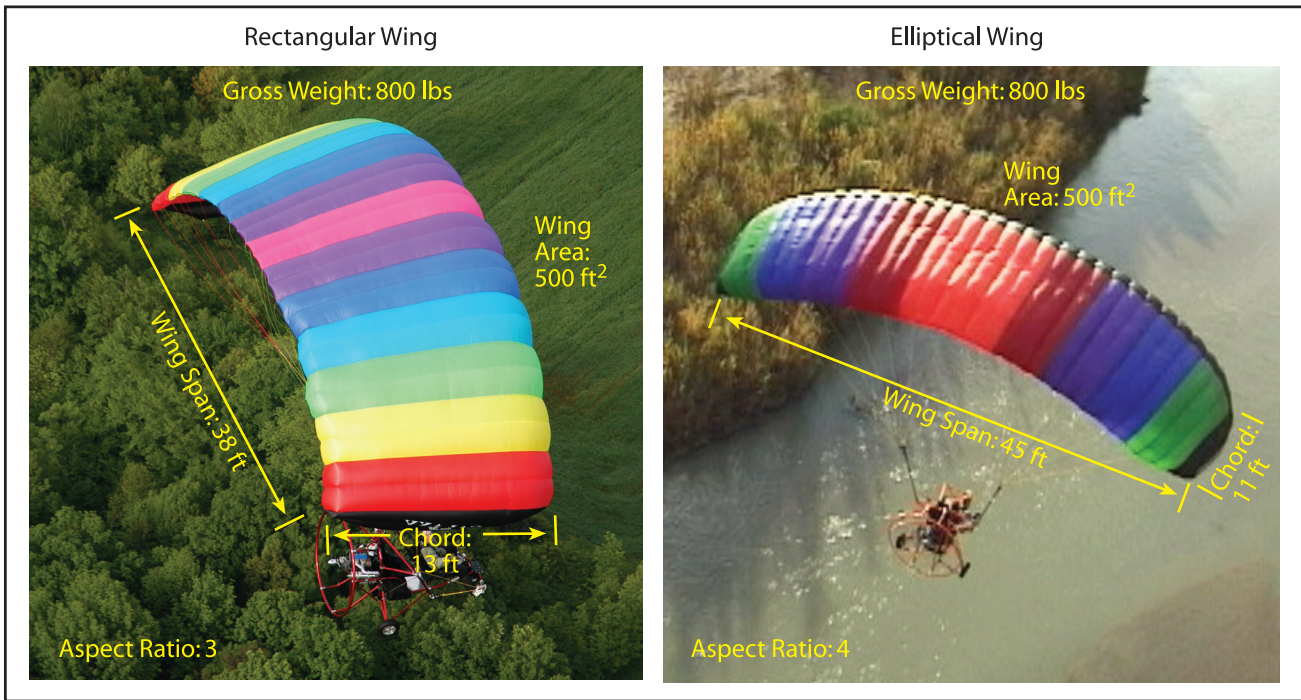 Rectangular Wing
Gross Weight: 800 lbs
Wing
Area:
500 ft²
Wing Span: 38 ft
Chord:
13 ft
Aspect Ratio: 3
Elliptical Wing
Gross Weight: 800 lbs
Wing
Area: 500 ft²
Wing Span: 45 ft
Chord:
11 ft
Aspect Ratio: 4